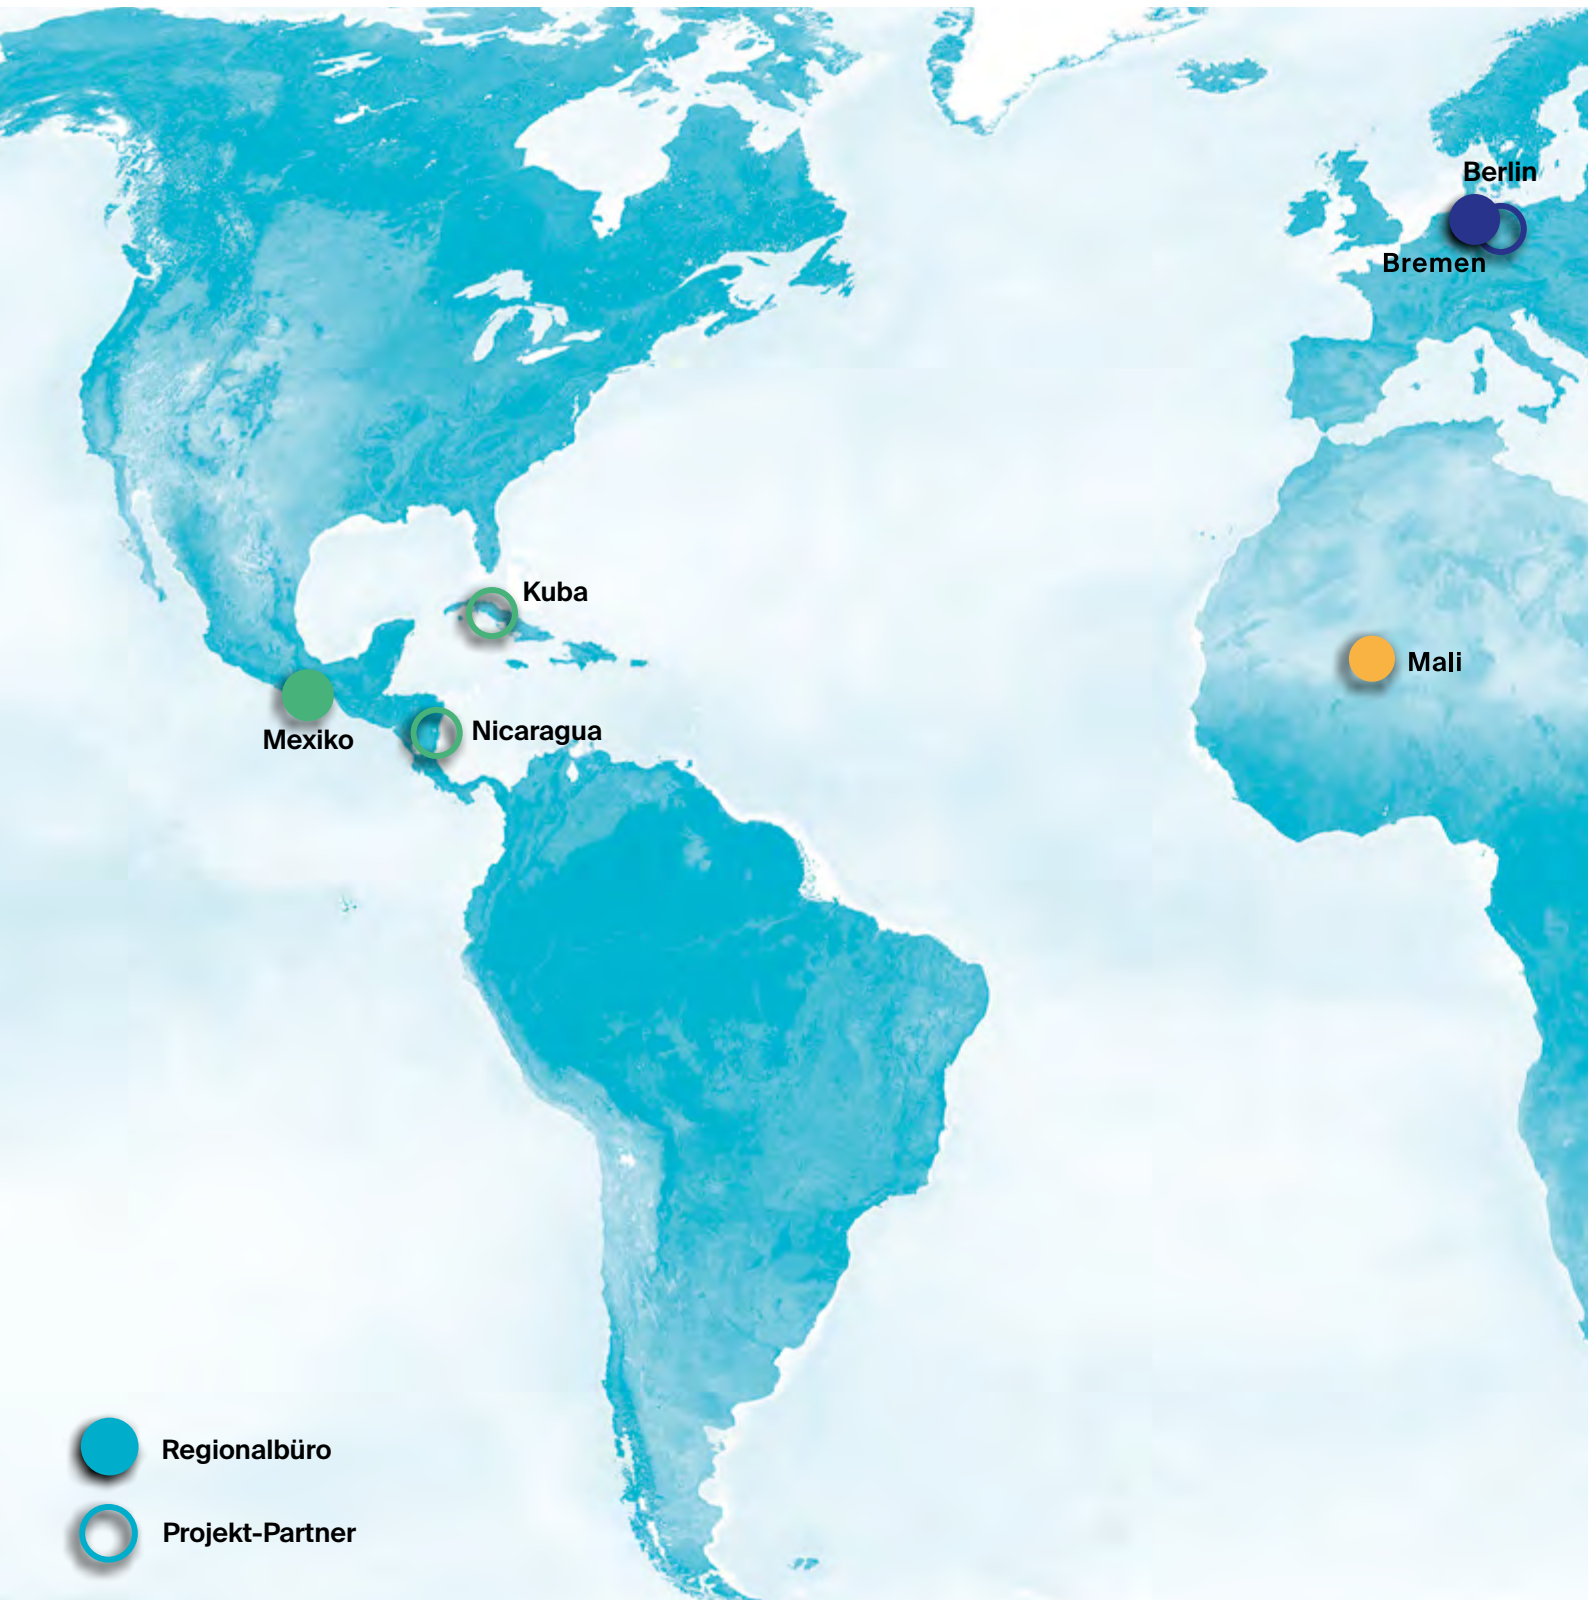 Berlin
Bremen
Kuba
Mali
Nicaragua
Mexiko
Regionalbüro
Projekt-Partner